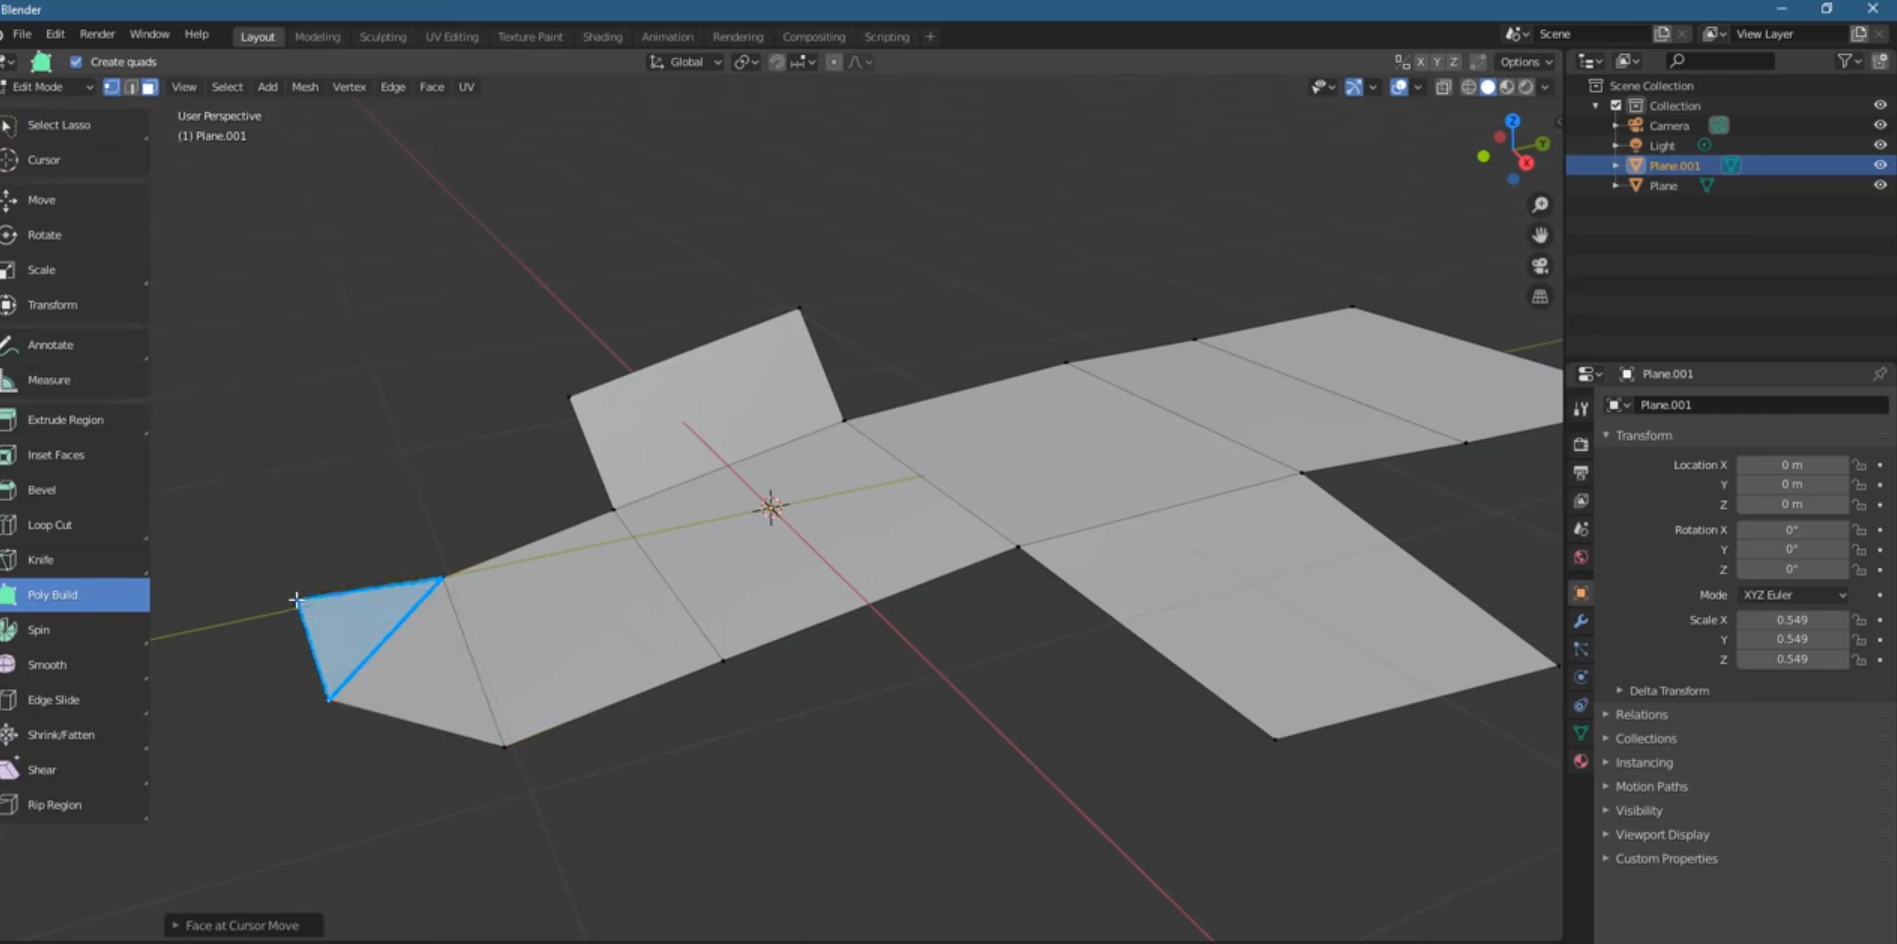 Blender
File Edit Render Window Help Layout Modeling Sculpting UV Editing Texture Paint Shading Animation Rendering Compositing Scripting + Scene View Layer
Create quads Global X Y Z Options
Edit Mode View Select Add Mesh Vertex Edge Face UV
User Perspective
(1) Plane.001
Select Lasso
Cursor
Move
Rotate
Scale
Transform
Annotate
Measure
Extrude Region
Inset Faces
Bevel
Loop Cut
Knife
Poly Build
Spin
Smooth
Edge Slide
Shrink/Fatten
Shear
Rip Region
Z
Y
X
Face at Cursor Move
Scene Collection
Collection
Camera
Light
Plane.001
Plane
Plane.001
Plane.001
Transform
Location X 0 m
Y 0 m
Z 0 m
Rotation X 0°
Y 0°
Z 0°
Mode XYZ Euler
Scale X 0.549
Y 0.549
Z 0.549
Delta Transform
Relations
Collections
Instancing
Motion Paths
Visibility
Viewport Display
Custom Properties